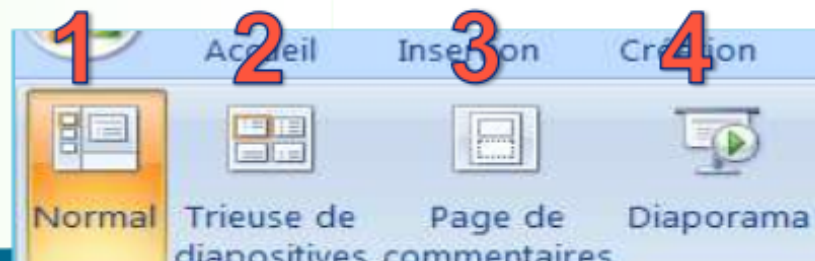 1 2 3 4
Accueil Insertion Création
Normal Trieuse de diapositives Page de commentaires Diaporama